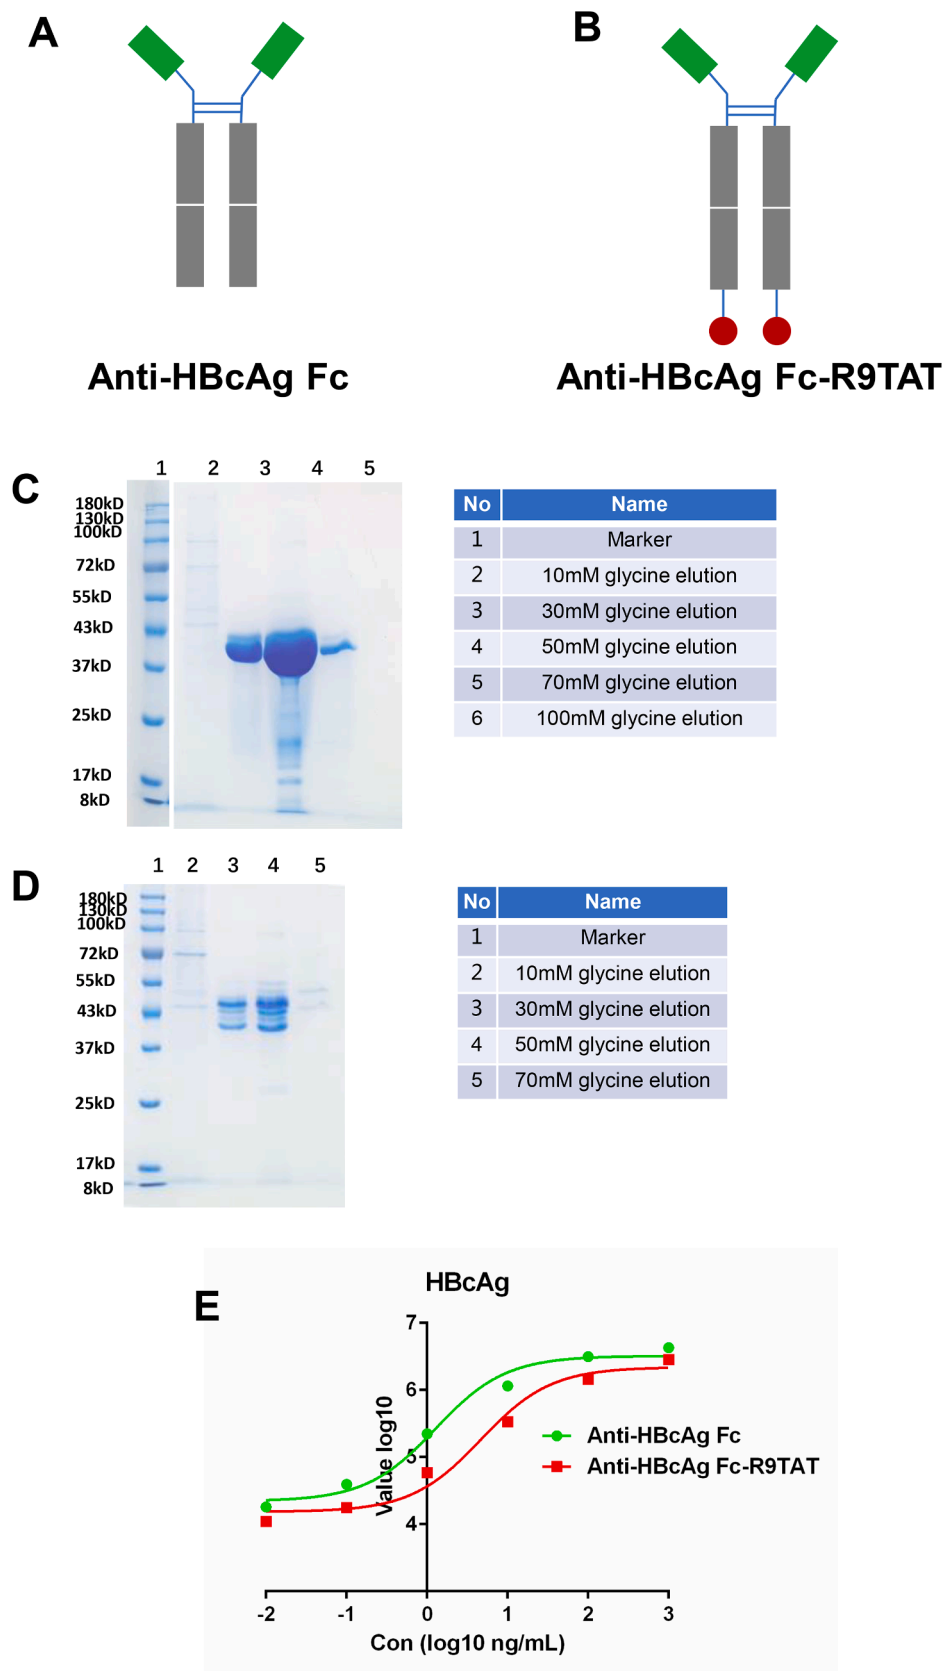 A
B
Anti-HBcAg Fc
Anti-HBcAg Fc-R9TAT
C
1 2 3 4 5
180kD
130kD
100kD
72kD
55kD
43kD
37kD
25kD
17kD
8kD
No Name
1 Marker
2 10mM glycine elution
3 30mM glycine elution
4 50mM glycine elution
5 70mM glycine elution
6 100mM glycine elution
D
1 2 3 4 5
180kD
130kD
100kD
72kD
55kD
43kD
37kD
25kD
17kD
8kD
No Name
1 Marker
2 10mM glycine elution
3 30mM glycine elution
4 50mM glycine elution
5 70mM glycine elution
E
HBcAg
7
6
5
4
Value log10
Anti-HBcAg Fc
Anti-HBcAg Fc-R9TAT
-2 -1 0 1 2 3
Con (log10 ng/mL)